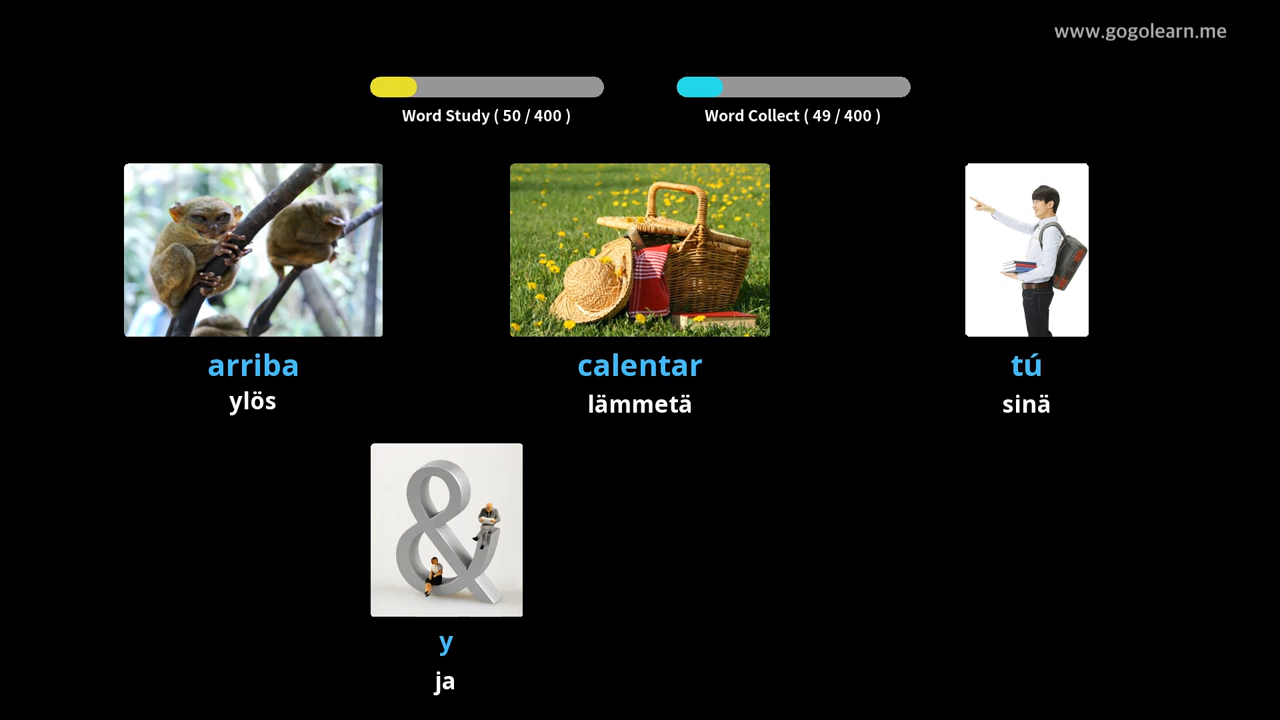 www.gogolearn.me
Word Study ( 50 / 400 )
Word Collect ( 49 / 400 )
arriba
ylös
calentar
lämmetä
tú
sinä
&
y
ja